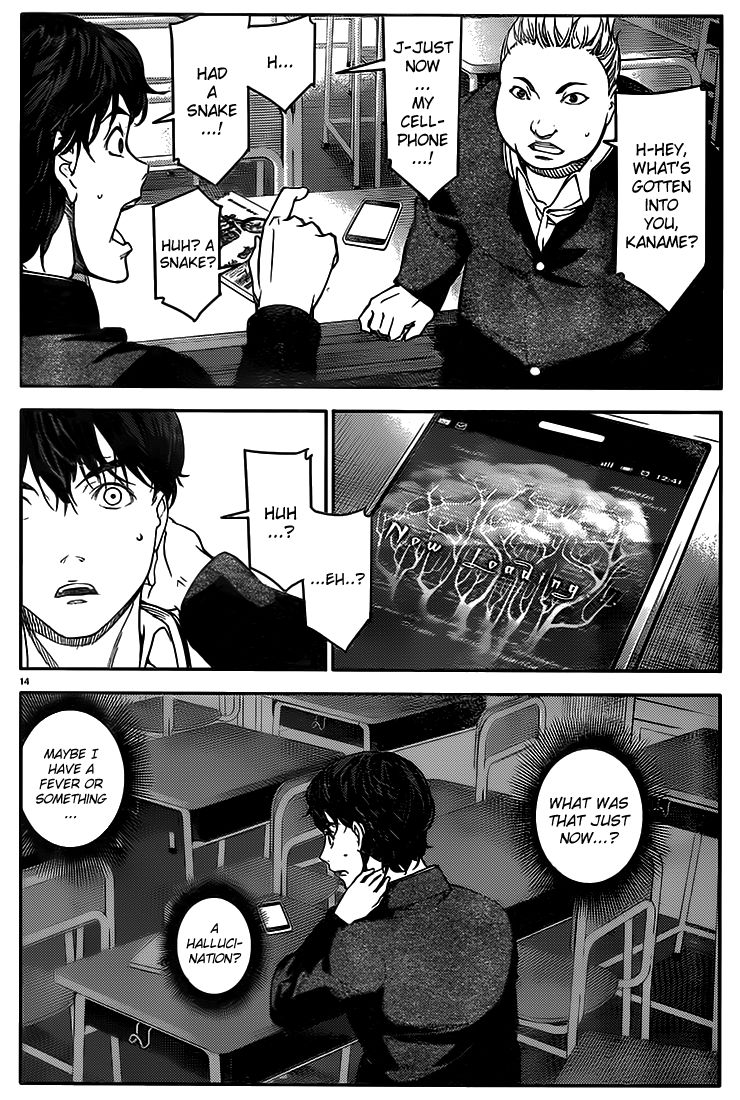 H-HEY,
WHAT'S
GOTTEN
INTO
YOU,
KANAME?
J-JUST
NOW
...
MY
CELL-
PHONE
...!
H...
HAD
A
SNAKE
...!
HUH? A
SNAKE?
12:41
Now Loading
HUH
...?
...EH..?
14
WHAT WAS
THAT JUST
NOW...?
MAYBE I
HAVE A
FEVER OR
SOMETHING
...
A
HALLUCI-
NATION?